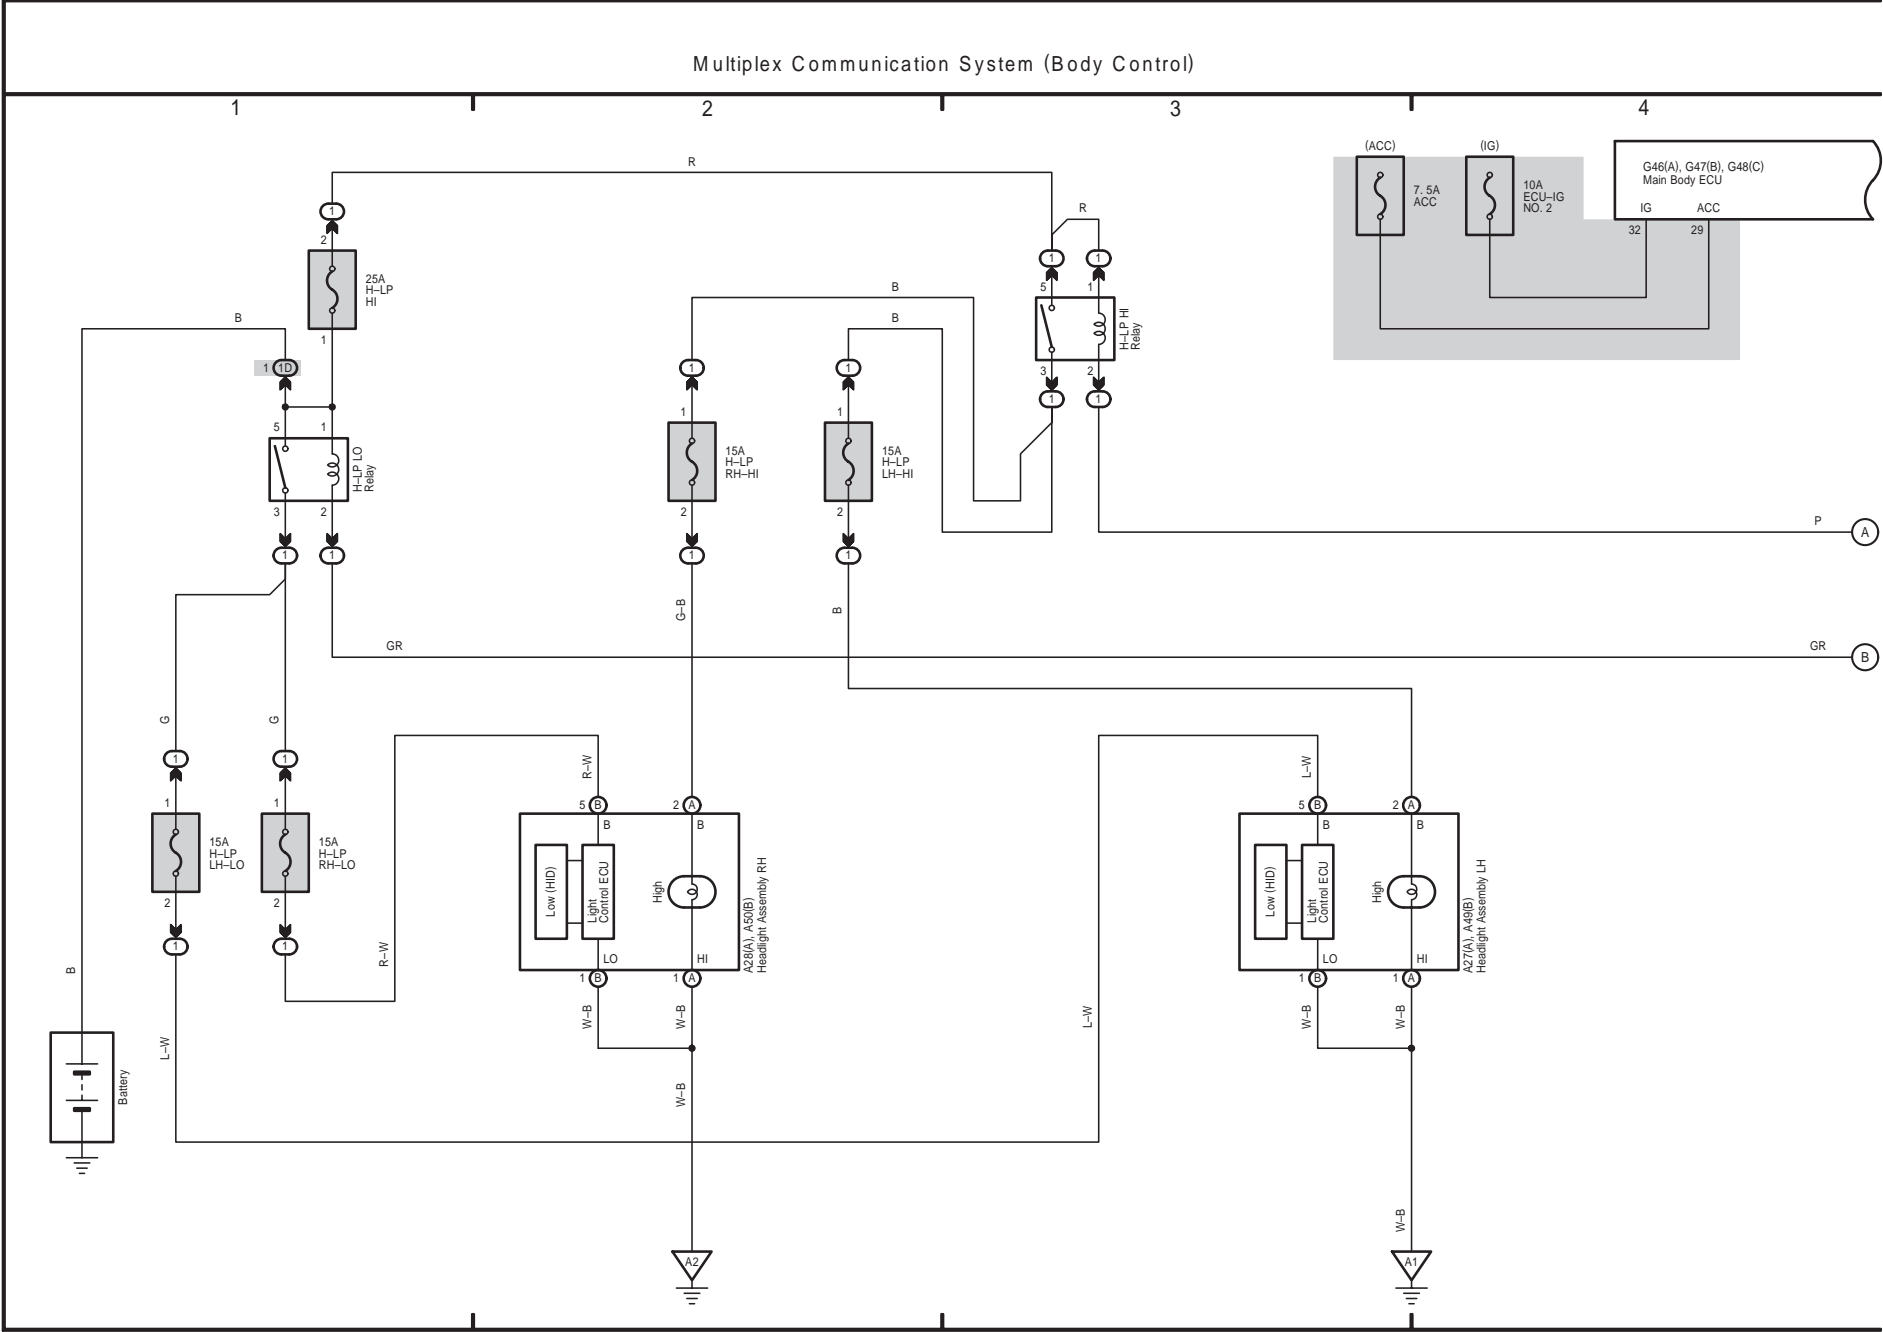 Multiplex Communication System (Body Control)
1 2 3 4
(ACC) (IG)
7. 5A
ACC
10A
ECU–IG
NO. 2
G46(A), G47(B), G48(C)
Main Body ECU
IG ACC
32 29
R
R
1
2
25A
H–LP
HI
1
B
1 1D
5 1
H–LP LO
Relay
3 2
1 1
B
B
1 1
1 1
15A
H–LP
RH–HI
15A
H–LP
LH–HI
2 2
1 1
1 1
5 1
H–LP HI
Relay
3 2
1 1
P
A
G–B
B
GR
GR
B
G
G
1 1
1 1
15A
H–LP
LH–LO
15A
H–LP
RH–LO
2 2
1 1
R–W
R–W
5 B 2 A
B B
Low (HID)
Light
Control ECU
High
LO HI
1 B 1 A
A28(A), A50(B)
Headlight Assembly RH
W–B
W–B
W–B
A2
L–W
L–W
L–W
5 B 2 A
B B
Low (HID)
Light
Control ECU
High
LO HI
1 B 1 A
A27(A), A49(B)
Headlight Assembly LH
W–B
W–B
W–B
A1
B
Battery